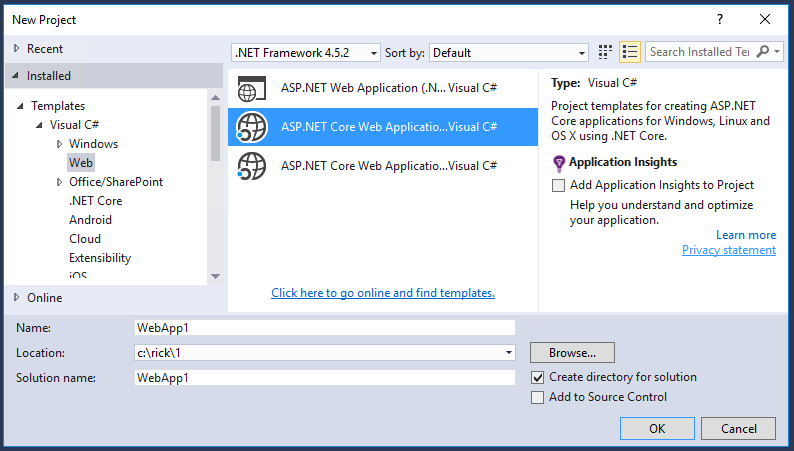 New Project
?
Recent
Installed
Templates
Visual C#
Windows
Web
Office/SharePoint
.NET Core
Android
Cloud
Extensibility
iOS
Online
.NET Framework 4.5.2
Sort by: Default
Search Installed Te
ASP.NET Web Application (.N... Visual C#
ASP.NET Core Web Applicatio... Visual C#
ASP.NET Core Web Applicatio... Visual C#
Click here to go online and find templates.
Type: Visual C#
Project templates for creating ASP.NET
Core applications for Windows, Linux and
OS X using .NET Core.
Application Insights
Add Application Insights to Project
Help you understand and optimize
your application.
Learn more
Privacy statement
Name: WebApp1
Location: c:\rick\1
Browse...
Solution name: WebApp1
Create directory for solution
Add to Source Control
OK
Cancel